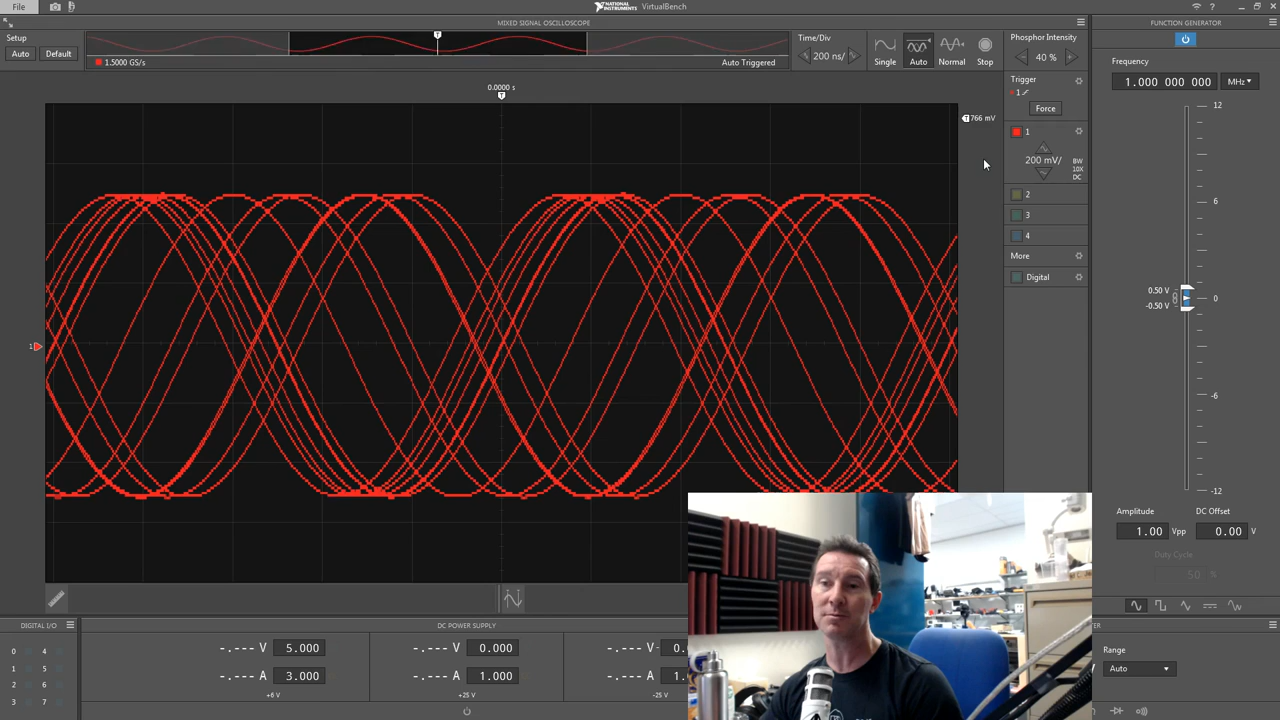 File
NATIONAL INSTRUMENTS VirtualBench
MIXED SIGNAL OSCILLOSCOPE
FUNCTION GENERATOR
Setup
Auto
Default
T
1.5000 GS/s
Auto Triggered
Time/Div
200 ns/
Single
Auto
Normal
Stop
Phosphor Intensity
40 %
Trigger
1
Force
0.0000 s
T
T 766 mV
1
200 mV/
BW
10X
DC
2
3
4
More
Digital
1
Frequency
1.000 000 000
MHz
12
6
0.50 V
-0.50 V
0
-6
-12
Amplitude
DC Offset
1.00 Vpp
0.00 V
Duty Cycle
50 %
DIGITAL I/O
0 4
1 5
2 6
3 7
DC POWER SUPPLY
-.--- V 5.000
-.--- A 3.000
+6 V
-.--- V 0.000
-.--- A 1.000
+25 V
-.--- V
-.--- A
-25 V
Range
Auto